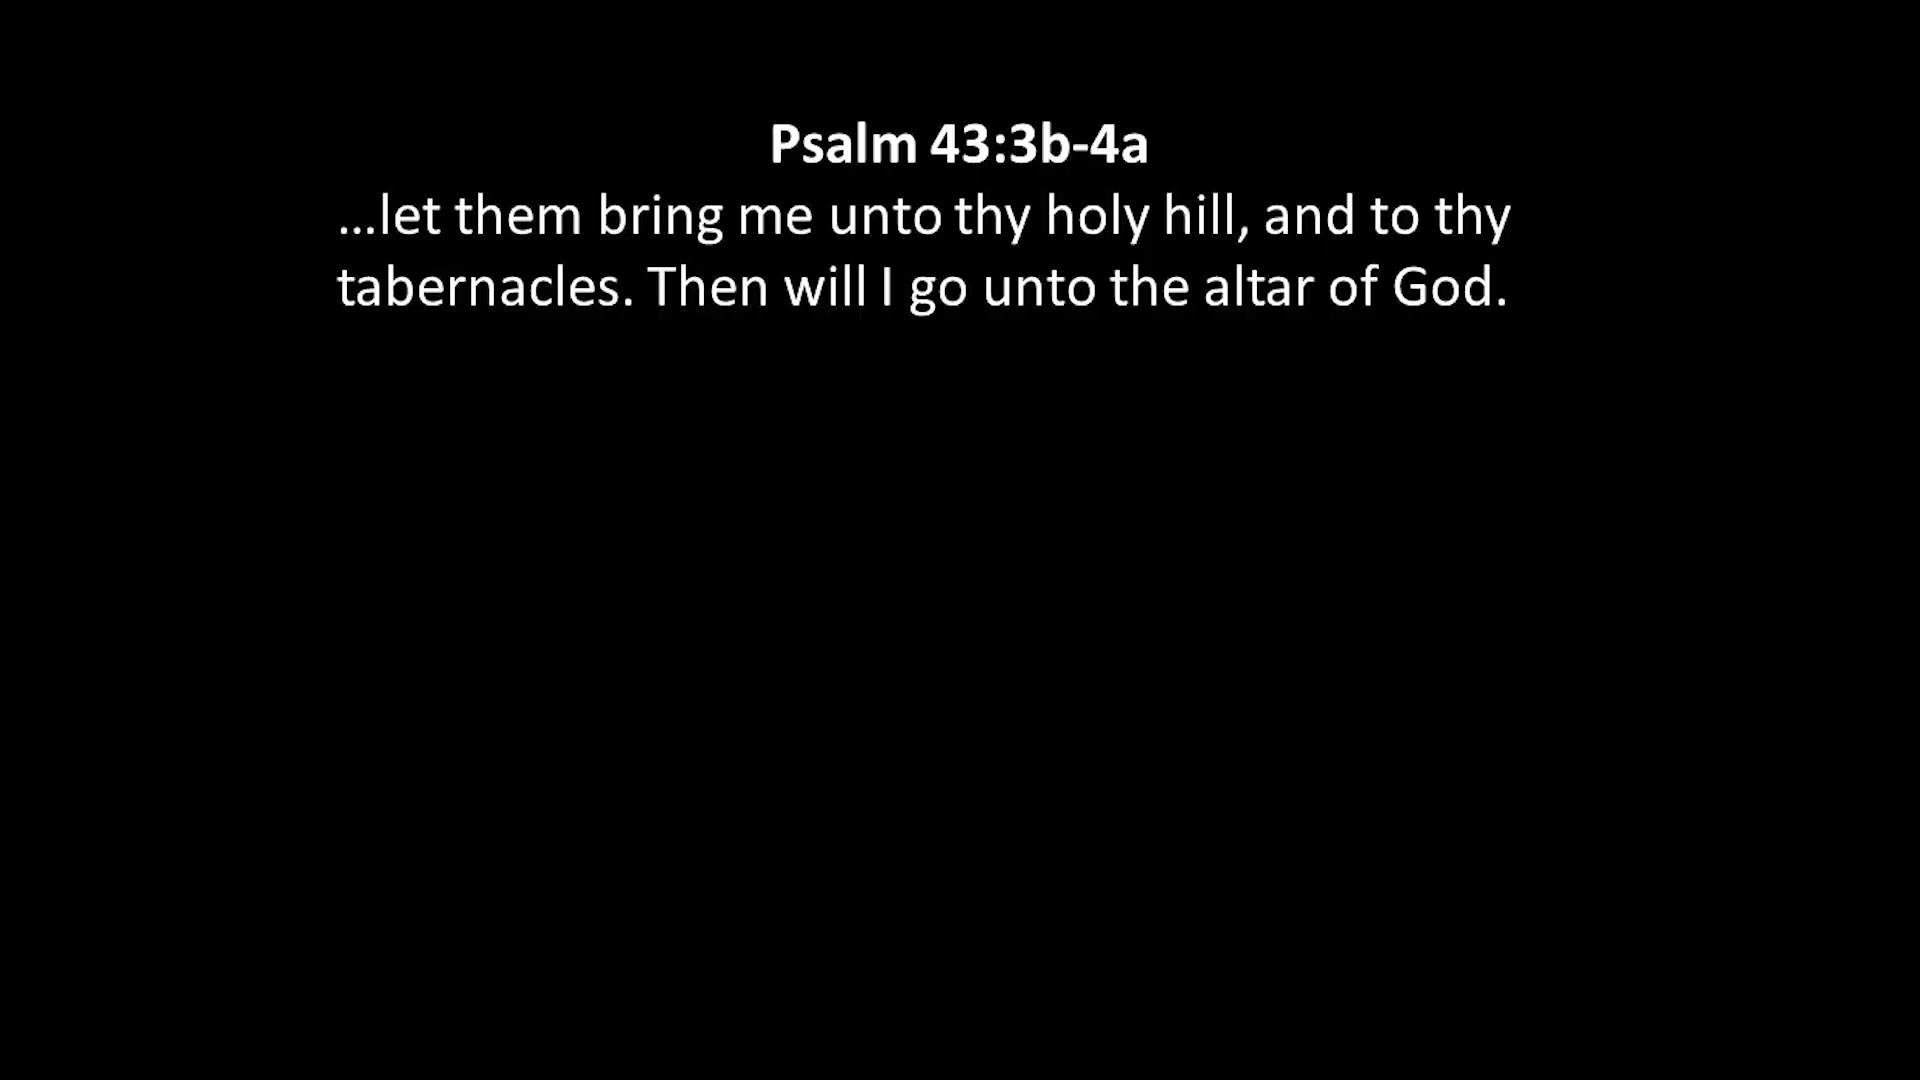 Psalm 43:3b-4a
…let them bring me unto thy holy hill, and to thy
tabernacles. Then will I go unto the altar of God.